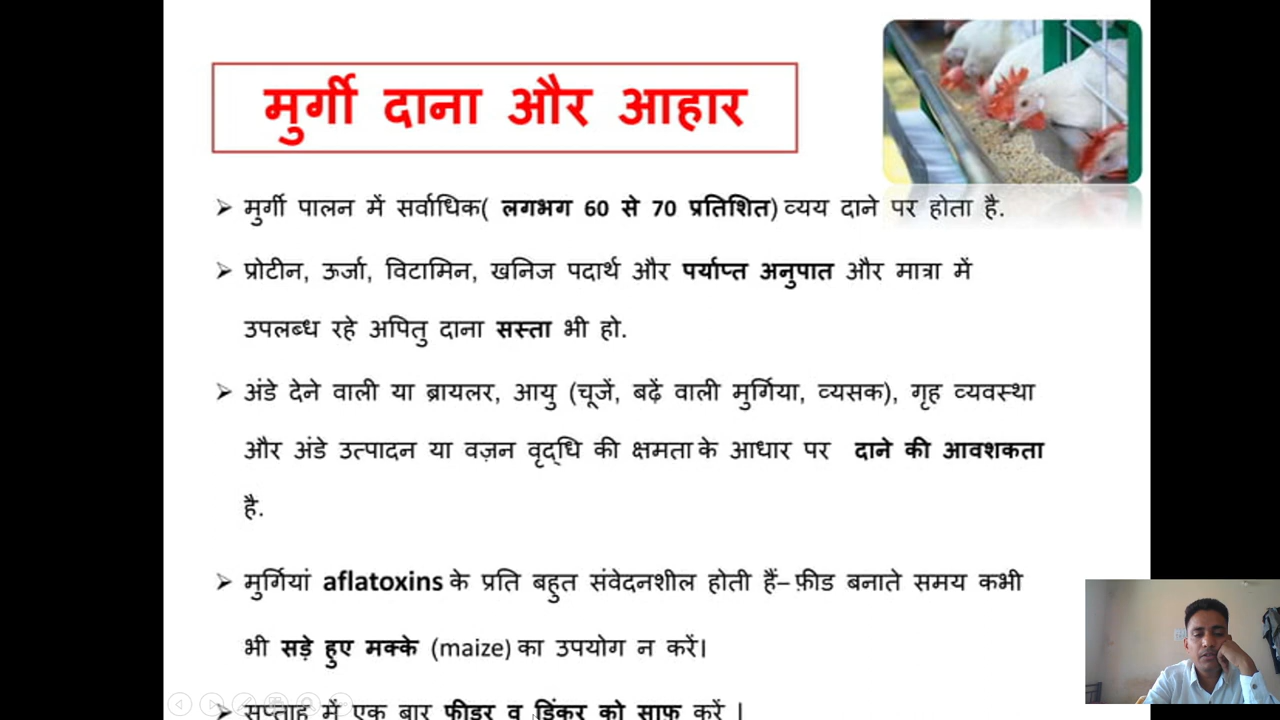 मुर्गी दाना और आहार
➢ मुर्गी पालन में सर्वाधिक( लगभग 60 से 70 प्रतिशित) व्यय दाने पर होता है.
➢ प्रोटीन, ऊर्जा, विटामिन, खनिज पदार्थ और पर्याप्त अनुपात और मात्रा में
उपलब्ध रहे अपितु दाना सस्ता भी हो.
➢ अंडे देने वाली या ब्रायलर, आयु (चूजें, बढ़ें वाली मुर्गिया, व्यसक), गृह व्यवस्था
और अंडे उत्पादन या वज़न वृद्धि की क्षमता के आधार पर दाने की आवशकता
है.
➢ मुर्गियां aflatoxins के प्रति बहुत संवेदनशील होती हैं– फ़ीड बनाते समय कभी
भी सड़े हुए मक्के (maize) का उपयोग न करें।
➢ सप्ताह में एक बार फीडर व ड्रिंकर को साफ करें |